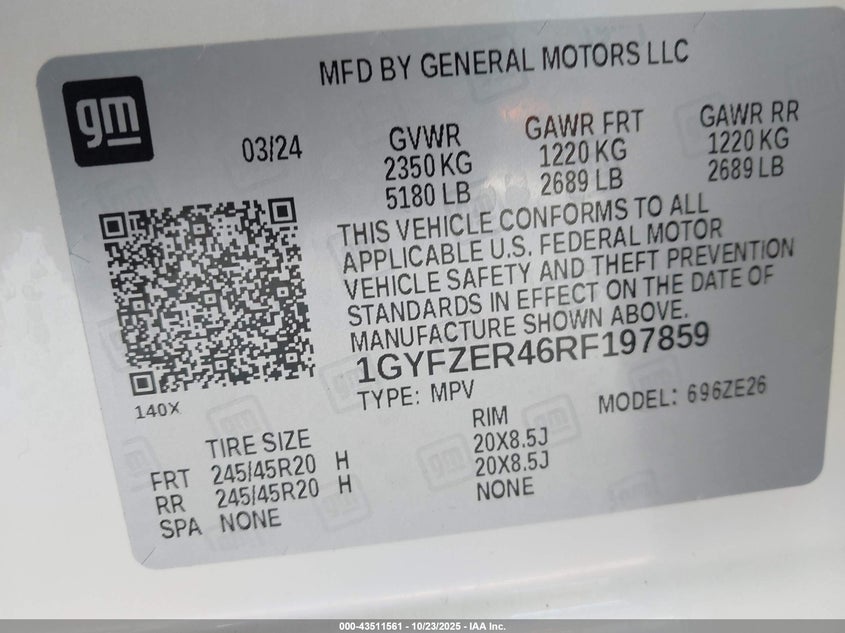 MFD BY GENERAL MOTORS LLC
gm
03/24
GVWR
2350 KG
5180 LB
GAWR FRT
1220 KG
2689 LB
GAWR RR
1220 KG
2689 LB
THIS VEHICLE CONFORMS TO ALL
APPLICABLE U.S. FEDERAL MOTOR
VEHICLE SAFETY AND THEFT PREVENTION
STANDARDS IN EFFECT ON THE DATE OF
MANUFACTURE SHOWN ABOVE.
1GYFZER46RF197859
TYPE: MPV
MODEL: 696ZE26
140X
TIRE SIZE
RIM
FRT 245/45R20 H 20X8.5J
RR 245/45R20 H 20X8.5J
SPA NONE NONE
000-43511561 - 10/23/2025 - IAA Inc.